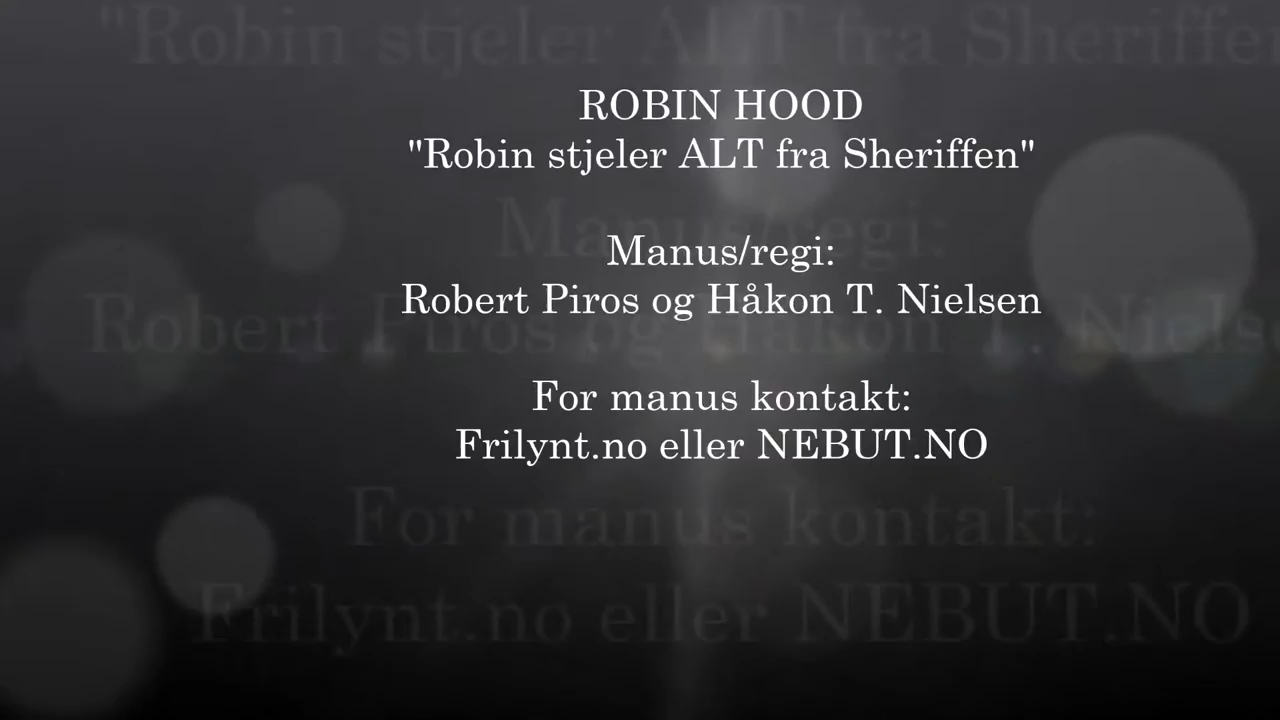 ROBIN HOOD
"Robin stjeler ALT fra Sheriffen"
Manus/regi:
Robert Piros og Håkon T. Nielsen
For manus kontakt:
Frilynt.no eller NEBUT.NO